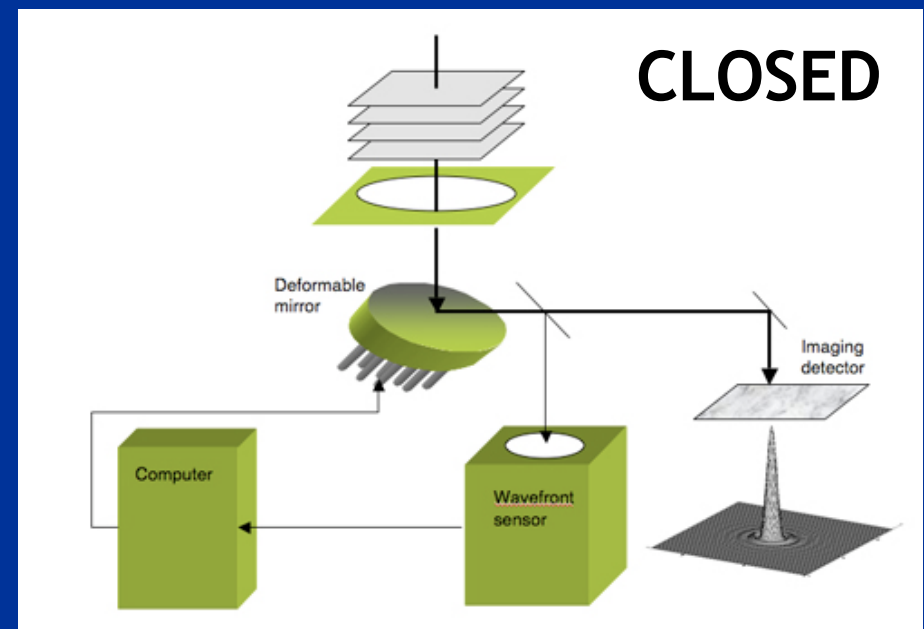 CLOSED
Deformable
mirror
Imaging
detector
Computer
Wavefront
sensor